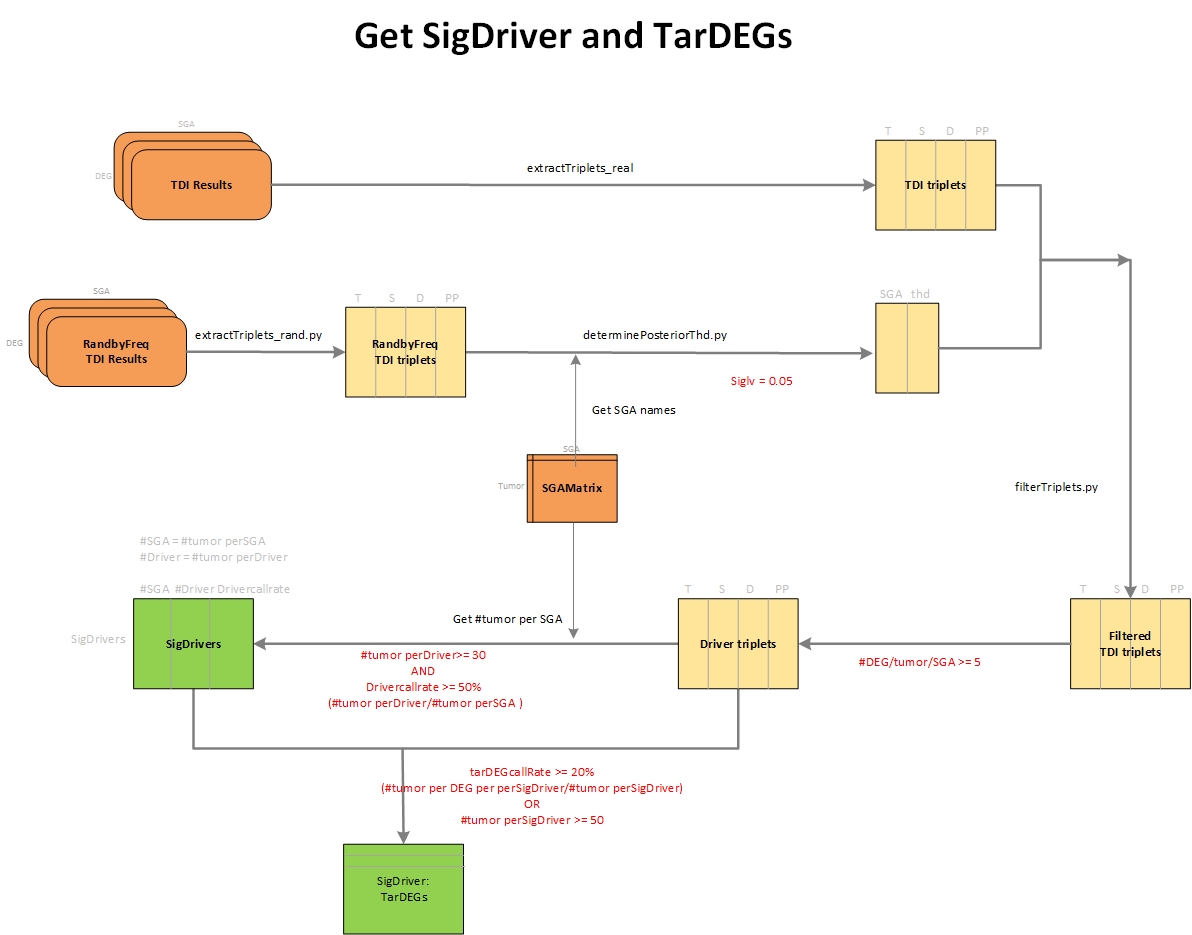 Get SigDriver and TarDEGs
SGA
T S D PP
DEG
TDI Results
extractTriplets_real
TDI triplets
SGA
T S D PP
SGA thd
DEG
RandbyFreq
TDI Results
extractTriplets_rand.py
RandbyFreq
TDI triplets
determinePosteriorThd.py
Siglv = 0.05
Get SGA names
SGA
Tumor
SGAMatrix
filterTriplets.py
#SGA = #tumor perSGA
#Driver = #tumor perDriver
#SGA #Driver Drivercallrate
T S D PP
T S D PP
SigDrivers
SigDrivers
Get #tumor per SGA
Driver triplets
Filtered
TDI triplets
#DEG/tumor/SGA >= 5
#tumor perDriver>= 30
AND
Drivercallrate >= 50%
(#tumor perDriver/#tumor perSGA )
tarDEGcallRate >= 20%
(#tumor per DEG per perSigDriver/#tumor perSigDriver)
OR
#tumor perSigDriver >= 50
SigDriver:
TarDEGs